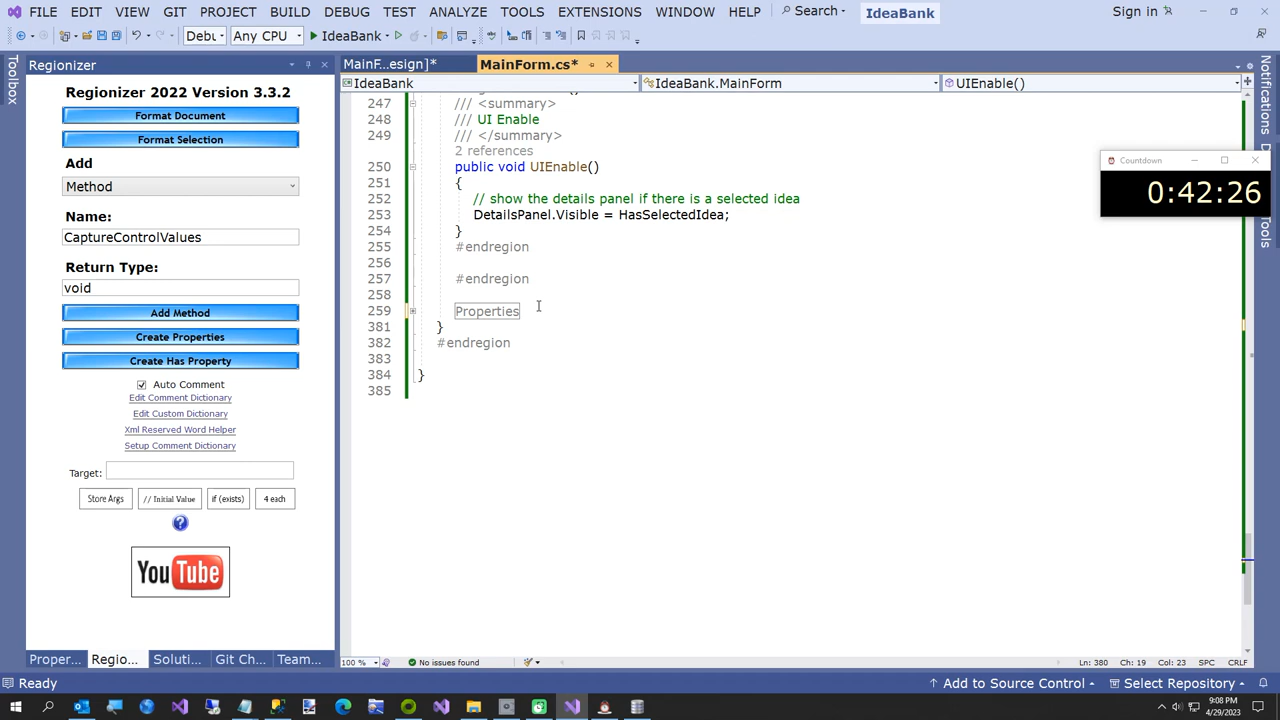 FILE EDIT VIEW GIT PROJECT BUILD DEBUG TEST ANALYZE TOOLS EXTENSIONS WINDOW HELP Search IdeaBank Sign in
Debu Any CPU IdeaBank
Toolbox
Regionizer
Regionizer 2022 Version 3.3.2
Format Document
Format Selection
Add
Method
Name:
CaptureControlValues
Return Type:
void
Add Method
Create Properties
Create Has Property
Auto Comment
Edit Comment Dictionary
Edit Custom Dictionary
Xml Reserved Word Helper
Setup Comment Dictionary
Target:
Store Args // Initial Value if (exists) 4 each
?
YouTube
Proper... Regio... Soluti... Git Ch... Team...
MainF...esign]* MainForm.cs*
IdeaBank IdeaBank.MainForm UIEnable()
247 /// <summary>
248 /// UI Enable
249 /// </summary>
2 references
250 public void UIEnable()
251 {
252 // show the details panel if there is a selected idea
253 DetailsPanel.Visible = HasSelectedIdea;
254 }
255 #endregion
256
257 #endregion
258
259 Properties
381 }
382 #endregion
383
384 }
385
Countdown
0:42:26
Notifications
100 % No issues found Ln: 380 Ch: 19 Col: 23 SPC CRLF
Ready Add to Source Control Select Repository
9:08 PM
4/29/2023